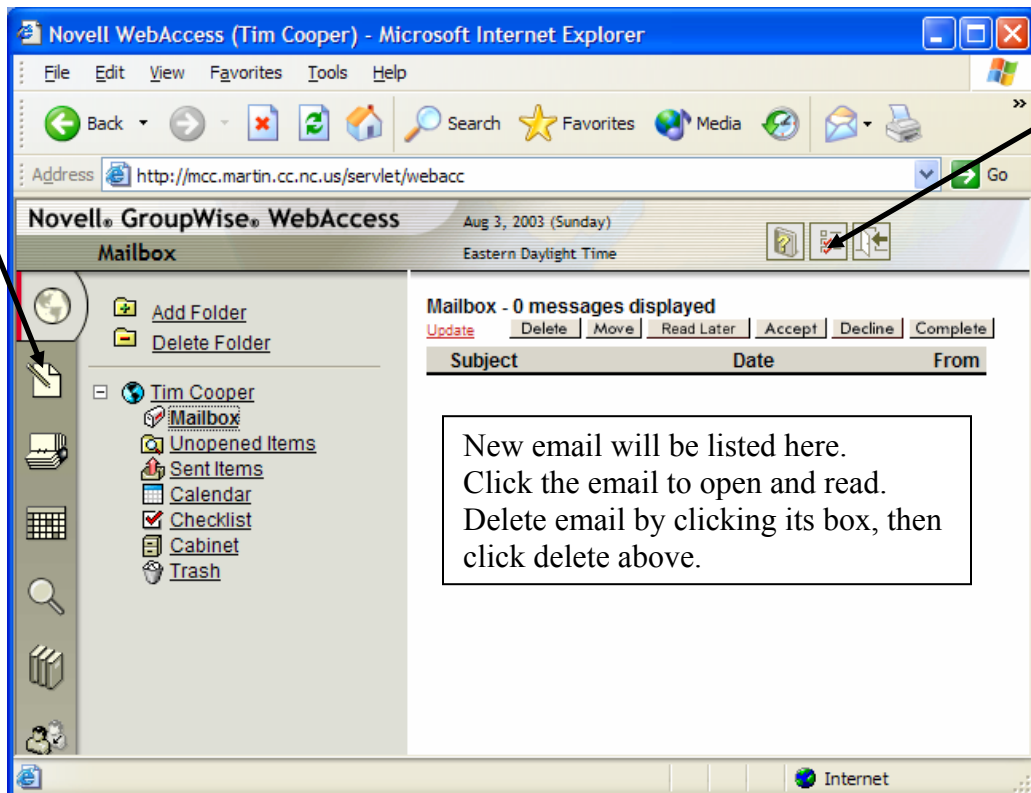 Novell WebAccess (Tim Cooper) - Microsoft Internet Explorer
File Edit View Favorites Tools Help
Back Search Favorites Media »
Address http://mcc.martin.cc.nc.us/servlet/webacc Go
Novell® GroupWise® WebAccess
Mailbox
Aug 3, 2003 (Sunday)
Eastern Daylight Time
Add Folder
Delete Folder
Tim Cooper
Mailbox
Unopened Items
Sent Items
Calendar
Checklist
Cabinet
Trash
Mailbox - 0 messages displayed
Update Delete Move Read Later Accept Decline Complete
Subject Date From
New email will be listed here.
Click the email to open and read.
Delete email by clicking its box, then
click delete above.
Internet